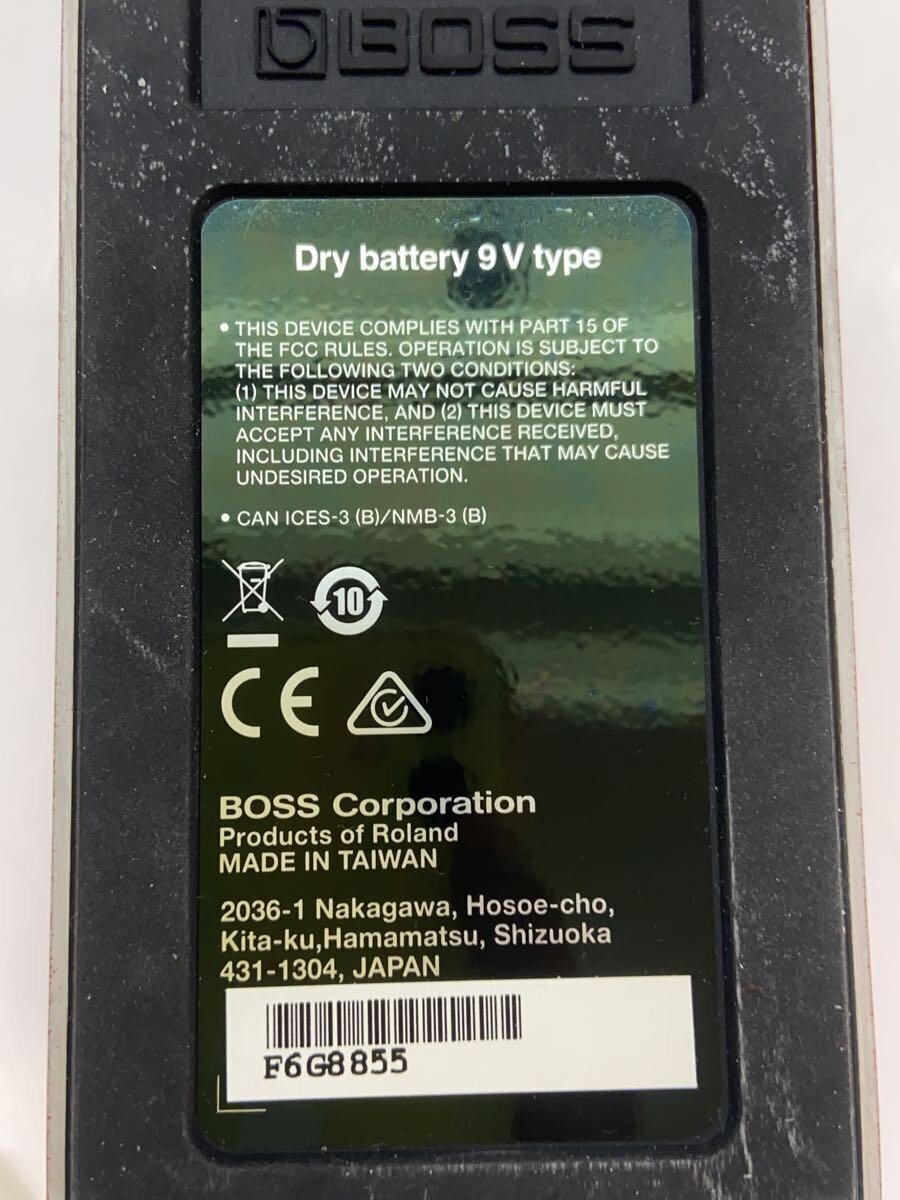 BOSS
Dry battery 9 V type
• THIS DEVICE COMPLIES WITH PART 15 OF
THE FCC RULES. OPERATION IS SUBJECT TO
THE FOLLOWING TWO CONDITIONS:
(1) THIS DEVICE MAY NOT CAUSE HARMFUL
INTERFERENCE, AND (2) THIS DEVICE MUST
ACCEPT ANY INTERFERENCE RECEIVED,
INCLUDING INTERFERENCE THAT MAY CAUSE
UNDESIRED OPERATION.
• CAN ICES-3 (B)/NMB-3 (B)
10
CE
BOSS Corporation
Products of Roland
MADE IN TAIWAN
2036-1 Nakagawa, Hosoe-cho,
Kita-ku,Hamamatsu, Shizuoka
431-1304, JAPAN
F6G8855